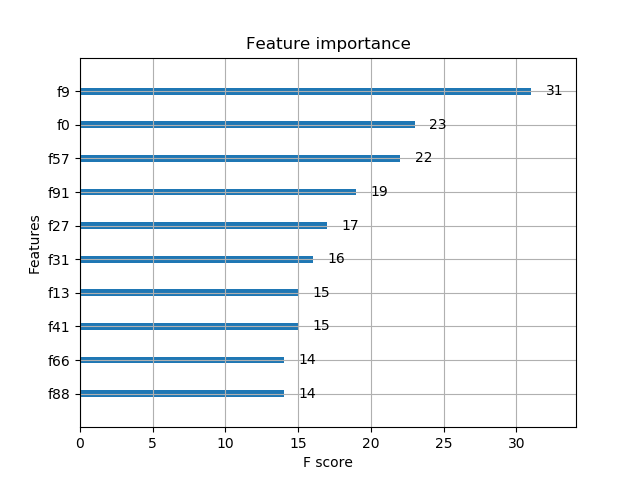 Feature importance
f9 31
f0 23
f57 22
f91 19
f27 17
f31 16
f13 15
f41 15
f66 14
f88 14
Features
0 5 10 15 20 25 30
F score